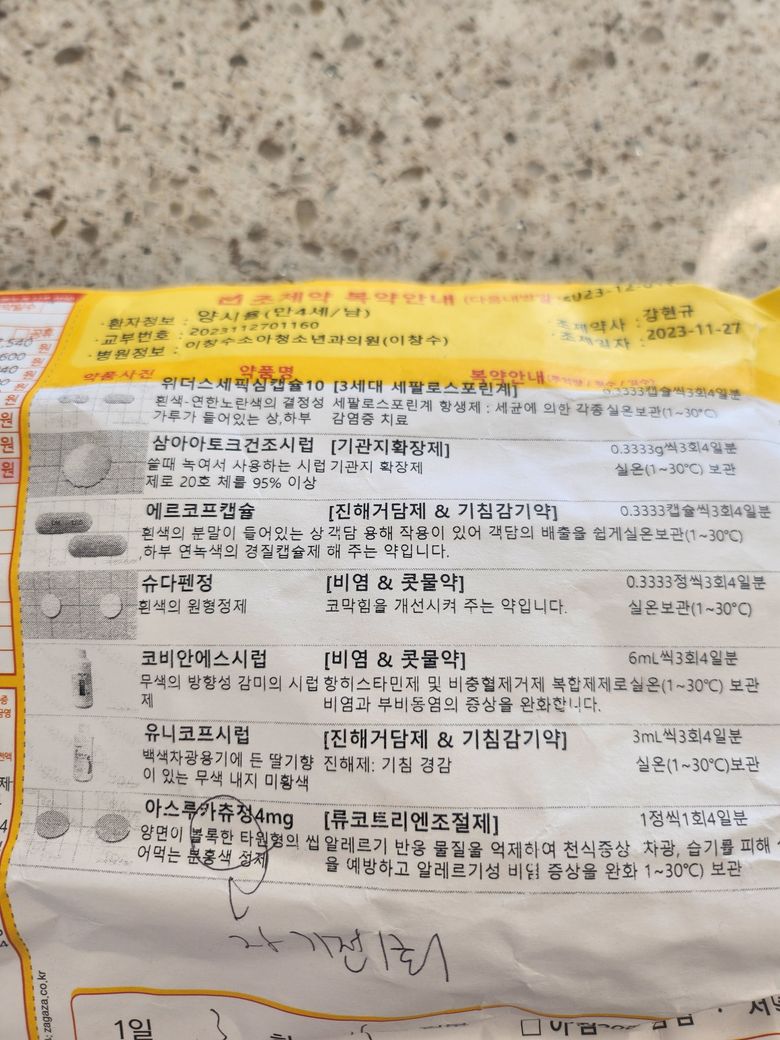 초제약 복약안내
환자정보 : 양시용(만4세/남)
교부번호 : 2023112701160
병원정보 : 이창수소아청소년과의원(이창수)
조제약사 : 강현규
조제일자 : 2023-11-27
약품사진 약품명 복약안내
위더스세픽심캡슐10 [3세대 세팔로스포린계] 0.3333캡슐씩3회4일분
흰색-연한노란색의 결정성 세팔로스포린계 항생제 : 세균에 의한 각종 실온보관(1~30℃)
가루가 들어있는 상,하부 감염증 치료
삼아아토크건조시럽 [기관지확장제] 0.3333g씩3회4일분
쓸때 녹여서 사용하는 시럽 기관지 확장제 실온(1~30℃) 보관
제로 20호 체를 95% 이상
에르코프캡슐 [진해거담제 & 기침감기약] 0.3333캡슐씩3회4일분
흰색의 분말이 들어있는 상 객담 용해 작용이 있어 객담의 배출을 쉽게 실온보관(1~30℃)
,하부 연녹색의 경질캡슐제 해 주는 약입니다.
슈다펜정 [비염 & 콧물약] 0.3333정씩3회4일분
흰색의 원형정제 코막힘을 개선시켜 주는 약입니다. 실온보관(1~30℃)
코비안에스시럽 [비염 & 콧물약] 6mL씩3회4일분
무색의 방향성 감미의 시럽 항히스타민제 및 비충혈제거제 복합제제로 실온(1~30℃) 보관
제 비염과 부비동염의 증상을 완화합니다.
유니코프시럽 [진해거담제 & 기침감기약] 3mL씩3회4일분
백색차광용기에 든 딸기향 진해제: 기침 경감 실온(1~30℃)보관
이 있는 무색 내지 미황색
아스루카츄정4mg [류코트리엔조절제] 1정씩1회4일분
양면이 볼록한 타원형의 씹 알레르기 반응 물질을 억제하여 천식증상 차광, 습기를 피해
어먹는 분홍색 정제 을 예방하고 알레르기성 비염 증상을 완화 1~30℃) 보관
자기전 1회
zagaza.co.kr
1일